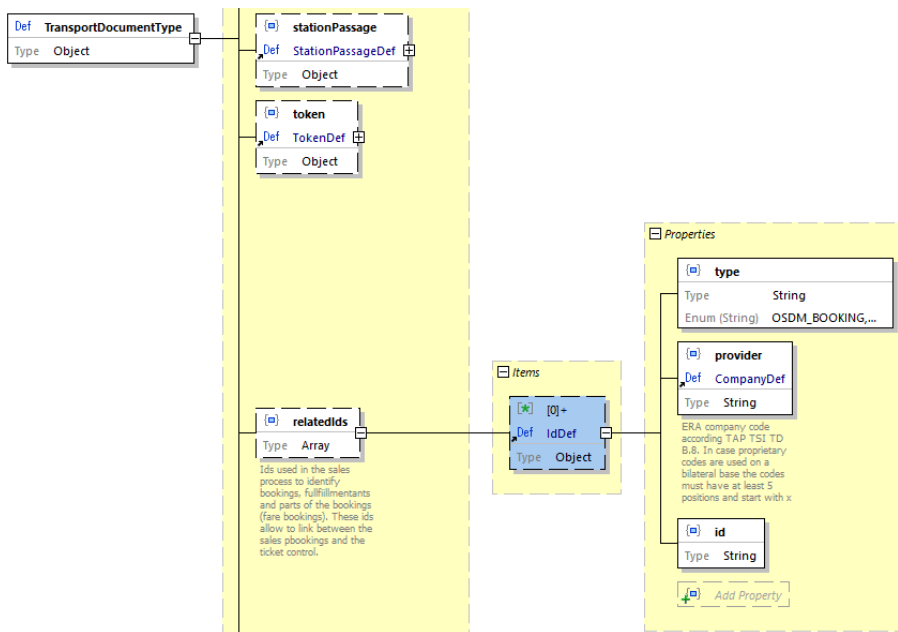 Def TransportDocumentType
Type Object
stationPassage
Def StationPassageDef
Type Object
token
Def TokenDef
Type Object
Properties
type
Type String
Enum (String) OSDM_BOOKING,...
provider
Def CompanyDef
Type String
ERA company code
according TAP TSI TD
B.8. In case proprietary
codes are used on a
bilateral base the codes
must have at least 5
positions and start with x
Items
[0]+
Def IdDef
Type Object
relatedIds
Type Array
Ids used in the sales
process to identify
bookings, fullfiillmentants
and parts of the bookings
(fare bookings). These ids
allow to link between the
sales pbookings and the
ticket control.
id
Type String
Add Property